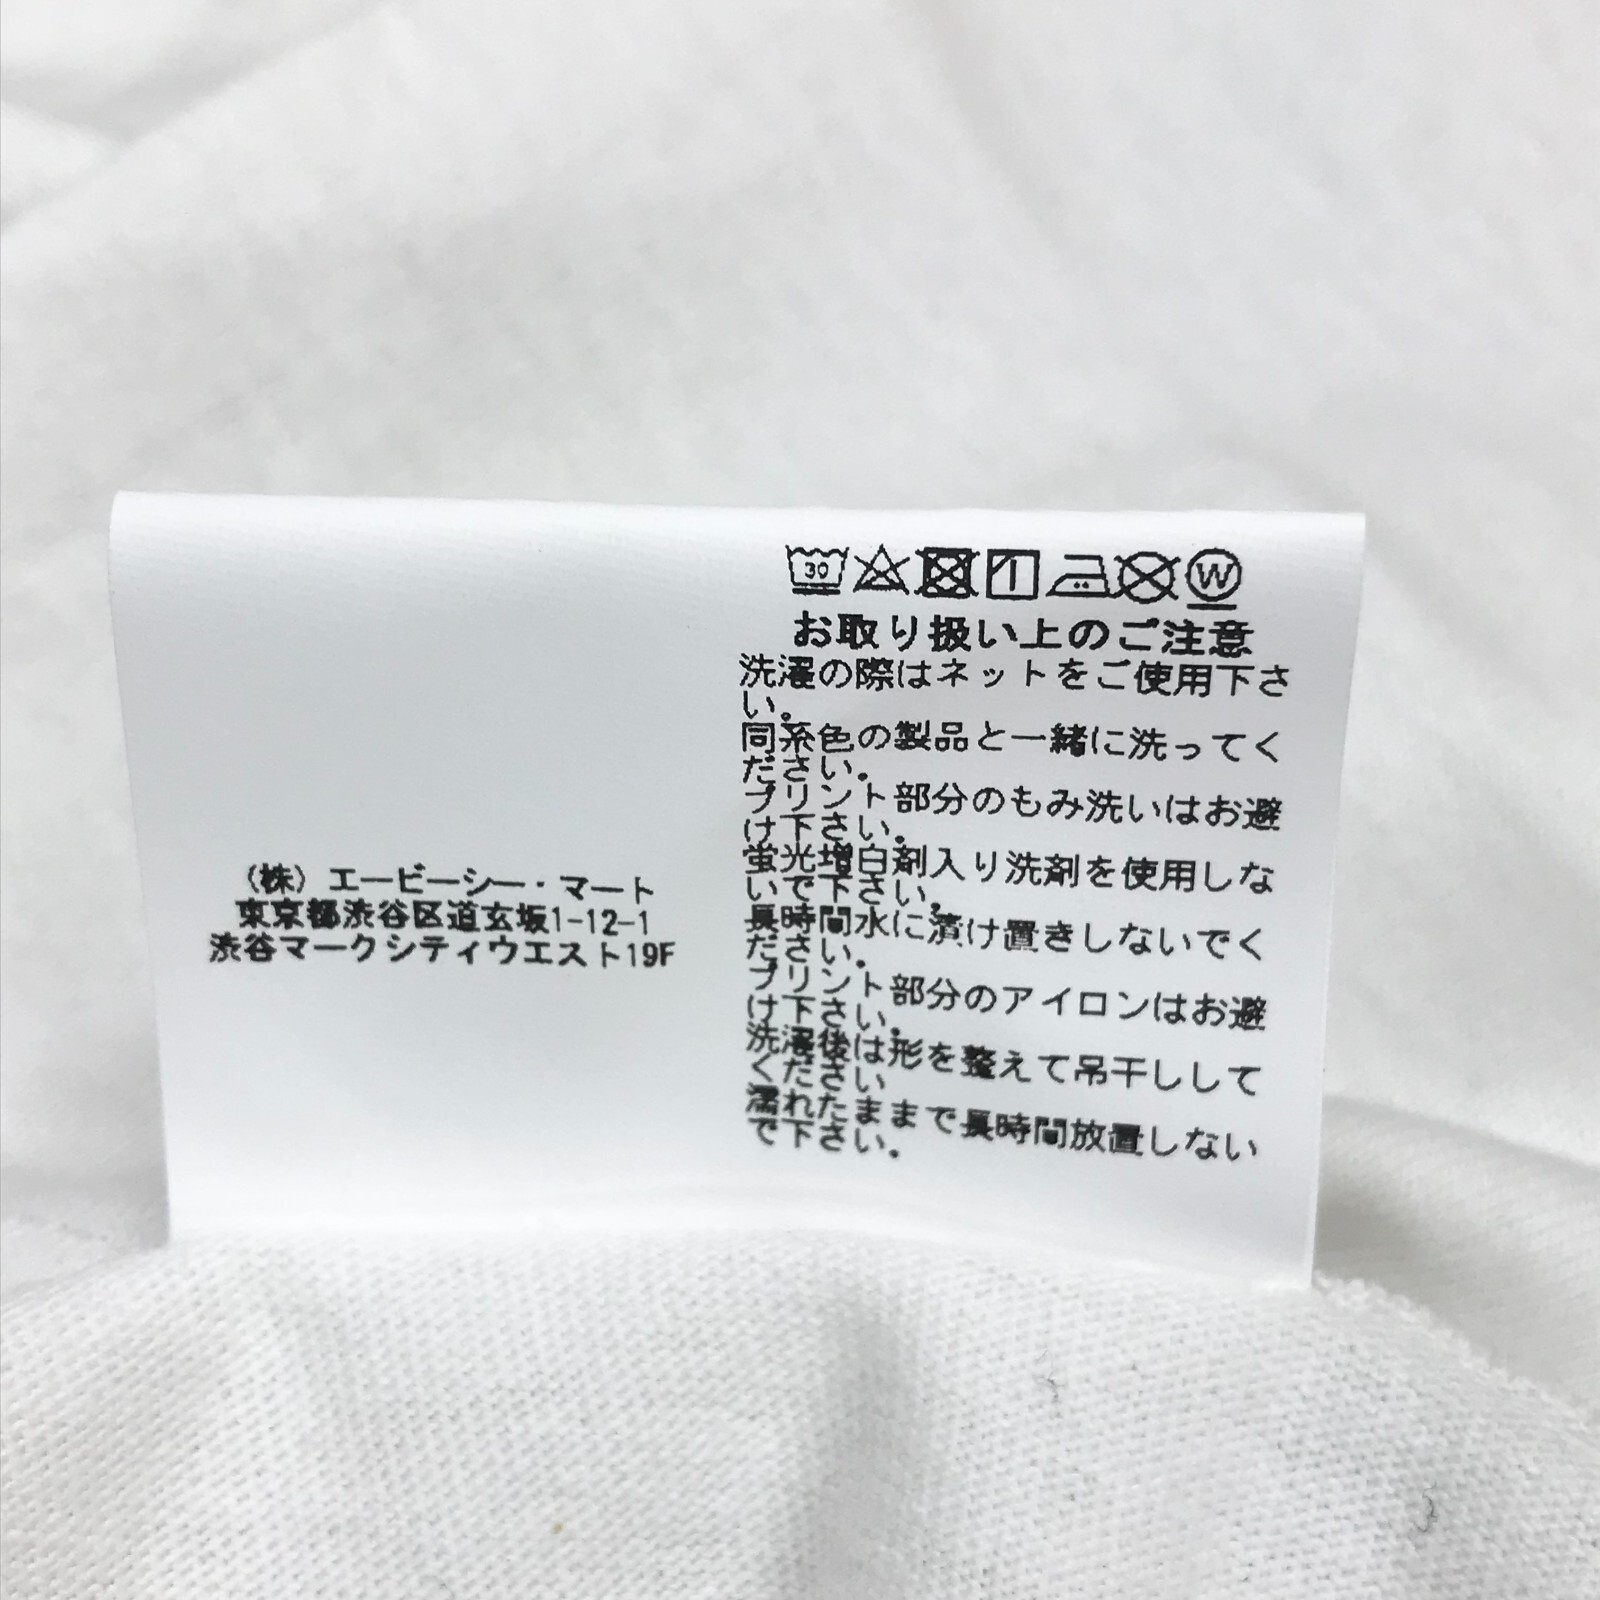 (株)エービーシー・マート
東京都渋谷区道玄坂1-12-1
渋谷マークシティウエスト19F
30
W
お取り扱い上のご注意
洗濯の際はネットをご使用下さ
い。
同系色の製品と一緒に洗ってく
ださい。
プリント部分のもみ洗いはお避
け下さい。
蛍光増白剤入り洗剤を使用しな
いで下さい。
長時間水に漬け置きしないでく
ださい。
プリント部分のアイロンはお避
け下さい。
洗濯後は形を整えて吊干しして
ください
濡れたままで長時間放置しない
で下さい。